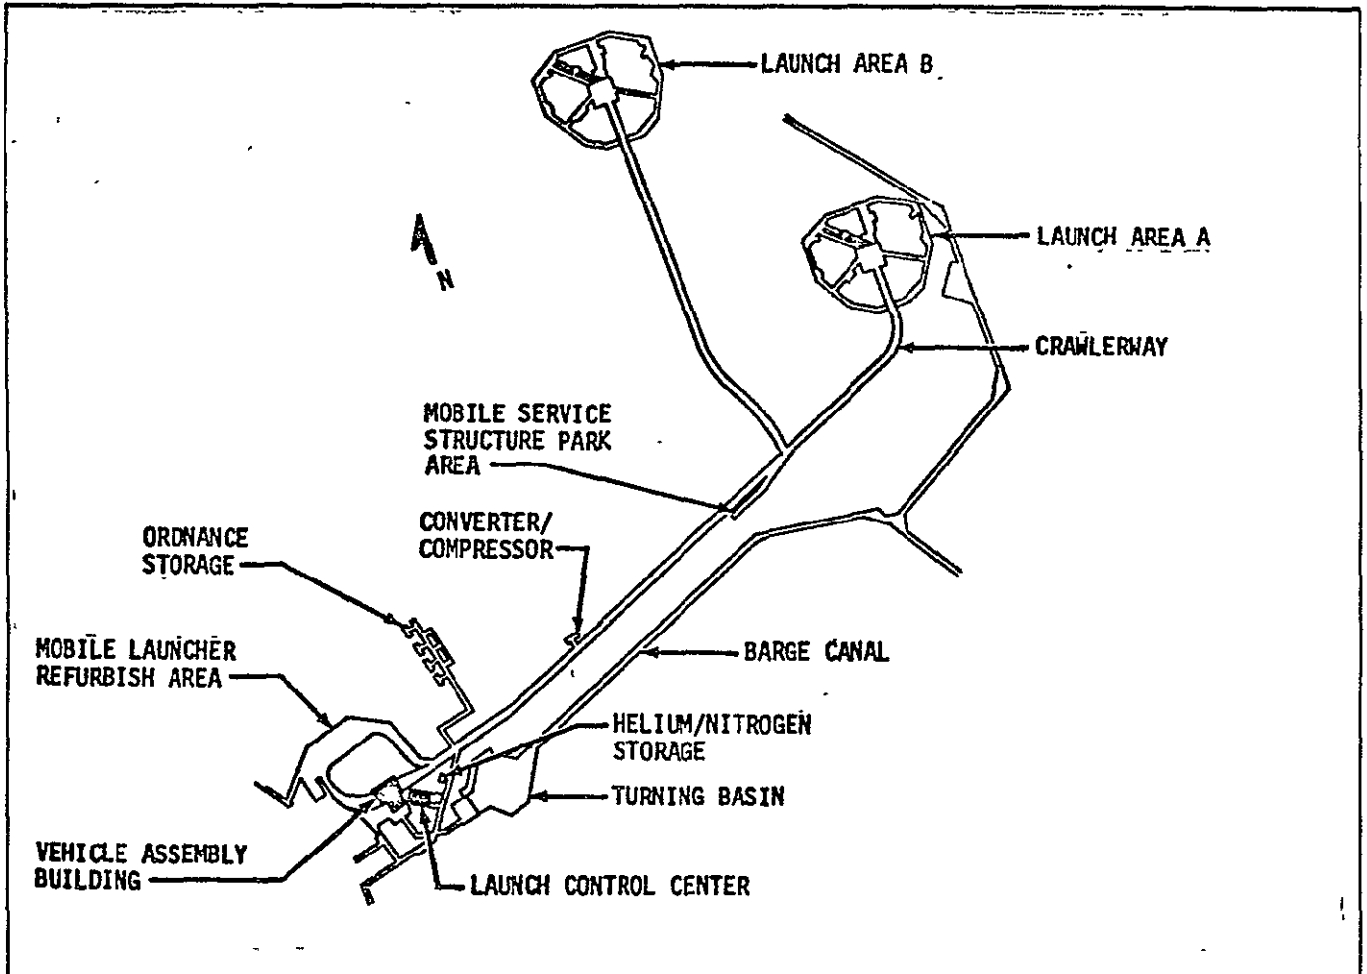 LAUNCH AREA B
LAUNCH AREA A
N
CRAWLERWAY
MOBILE SERVICE
STRUCTURE PARK
AREA
CONVERTER/
COMPRESSOR
ORDNANCE
STORAGE
MOBILE LAUNCHER
REFURBISH AREA
BARGE CANAL
HELIUM/NITROGEN
STORAGE
TURNING BASIN
VEHICLE ASSEMBLY
BUILDING
LAUNCH CONTROL CENTER